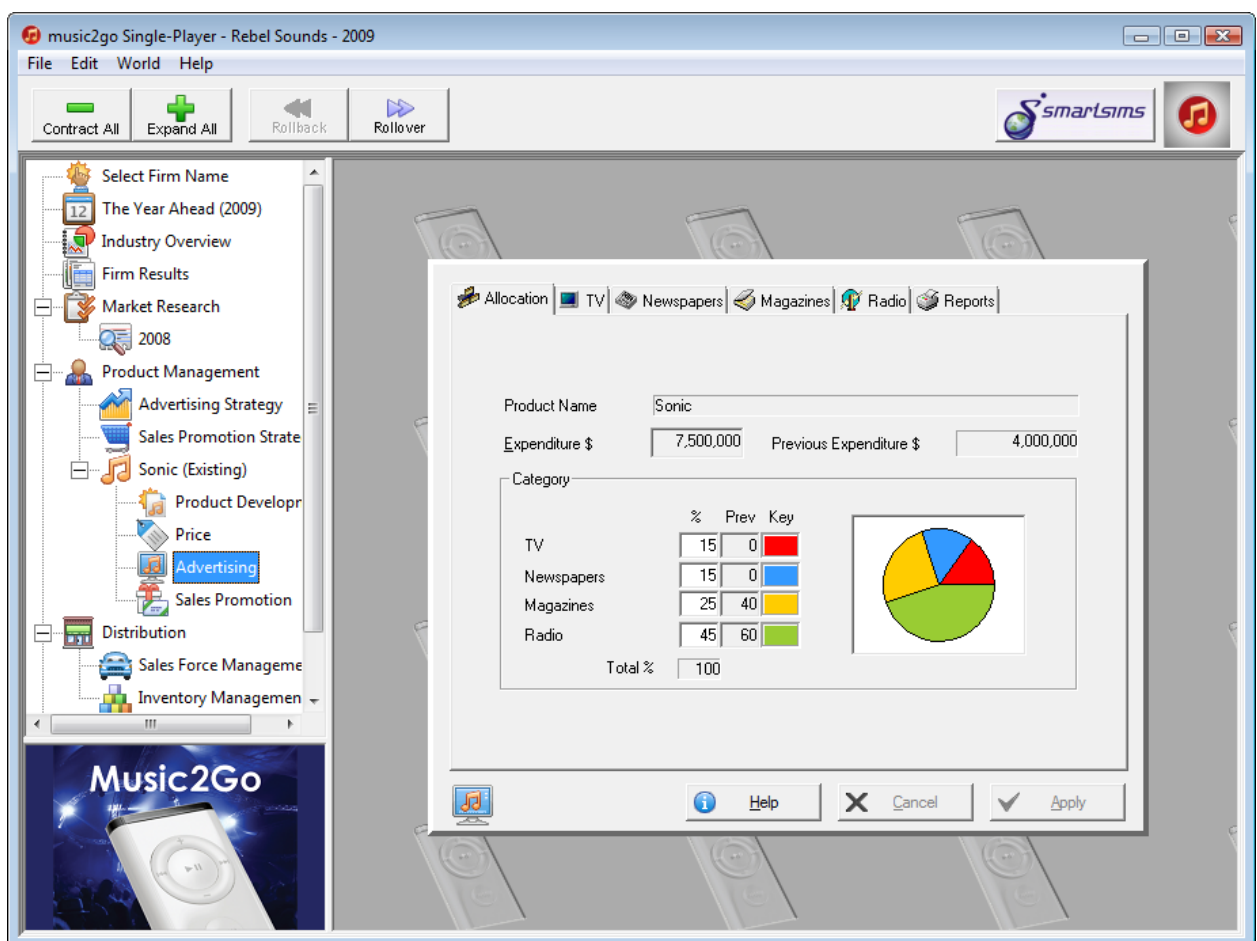 music2go Single-Player - Rebel Sounds - 2009
File Edit World Help
Contract All Expand All Rollback Rollover
smartsims
Select Firm Name
12 The Year Ahead (2009)
Industry Overview
Firm Results
Market Research
2008
Product Management
Advertising Strategy
Sales Promotion Strate
Sonic (Existing)
Product Developr
Price
Advertising
Sales Promotion
Distribution
Sales Force Manageme
Inventory Managemen
Music2Go
Allocation TV Newspapers Magazines Radio Reports
Product Name Sonic
Expenditure $ 7,500,000 Previous Expenditure $ 4,000,000
Category
% Prev Key
TV 15 0
Newspapers 15 0
Magazines 25 40
Radio 45 60
Total % 100
Help Cancel Apply